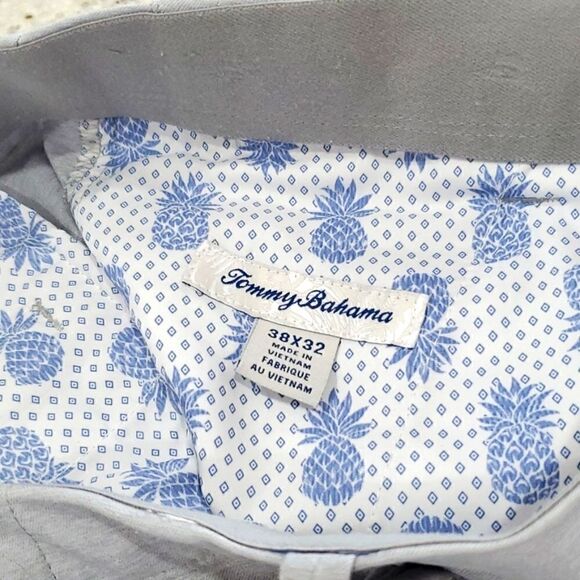 Tommy Bahama
38X32
MADE IN
VIETNAM
FABRIQUE
AU VIETNAM